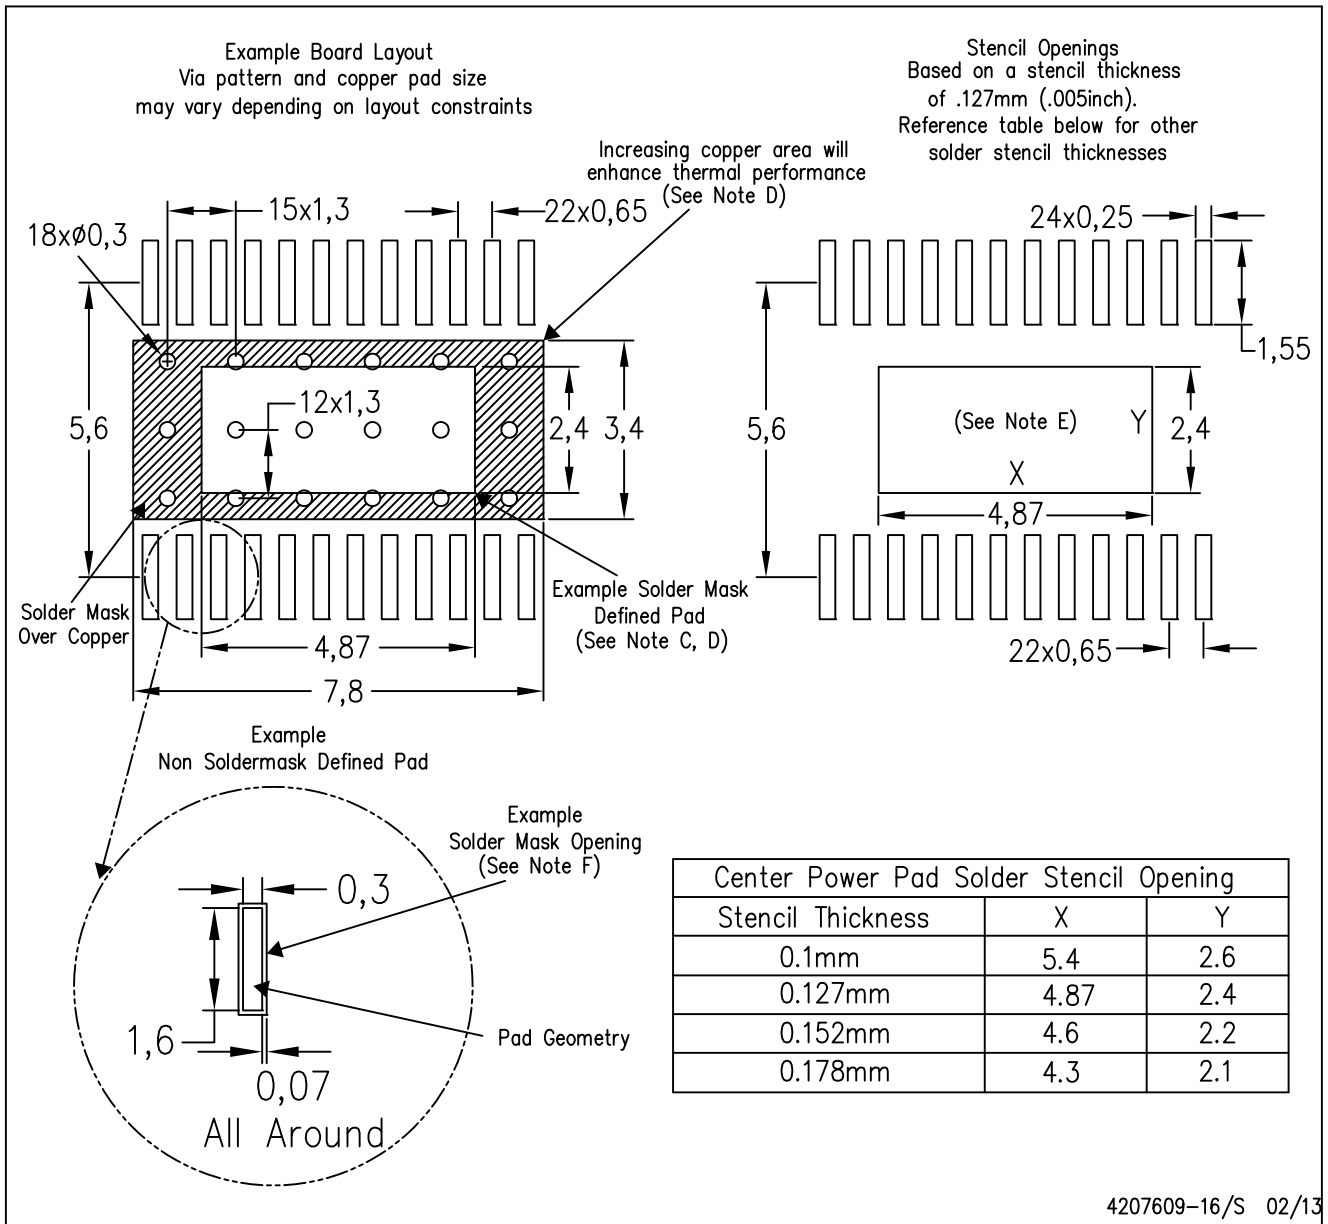 Example Board Layout
Via pattern and copper pad size
may vary depending on layout constraints
Stencil Openings
Based on a stencil thickness
of .127mm (.005inch).
Reference table below for other
solder stencil thicknesses
Increasing copper area will
enhance thermal performance
(See Note D)
15x1,3
22x0,65
18xø0,3
5,6
12x1,3
2,4
3,4
Solder Mask
Over Copper
Example Solder Mask
Defined Pad
(See Note C, D)
4,87
7,8
24x0,25
1,55
5,6
(See Note E)
Y
X
2,4
4,87
22x0,65
Example
Non Soldermask Defined Pad
Example
Solder Mask Opening
(See Note F)
0,3
1,6
Pad Geometry
0,07
All Around
Center Power Pad Solder Stencil Opening
Stencil Thickness X Y
0.1mm 5.4 2.6
0.127mm 4.87 2.4
0.152mm 4.6 2.2
0.178mm 4.3 2.1
4207609-16/S 02/13